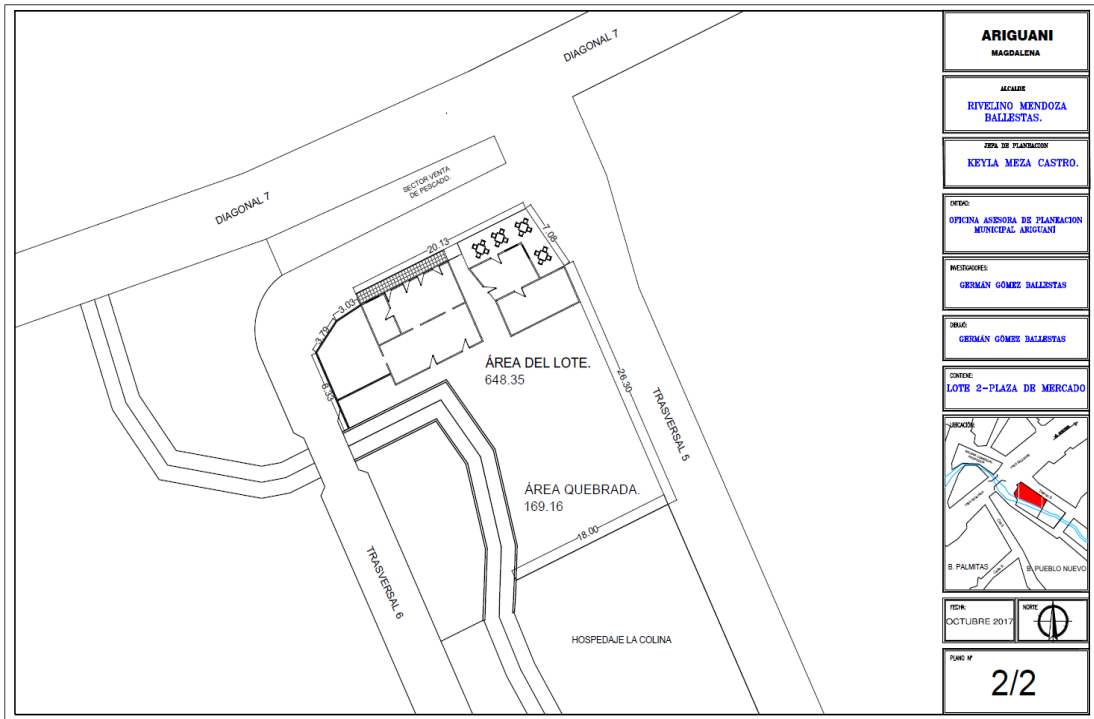 DIAGONAL 7
DIAGONAL 7
SECTOR VENTA
DE PESCADO.
20.13
7.08
3.03
3.79
6.33
ÁREA DEL LOTE.
648.35
26.30
TRASVERSAL 5
ÁREA QUEBRADA.
169.16
18.00
TRASVERSAL 6
HOSPEDAJE LA COLINA
ARIGUANI
MAGDALENA
ALCALDE
RIVELINO MENDOZA
BALLESTAS.
JEFA DE PLANEACION
KEYLA MEZA CASTRO.
ENTIDAD:
OFICINA ASESORA DE PLANEACION
MUNICIPAL ARIGUANÍ
INVESTIGADORES:
GERMÁN GÓMEZ BALLESTAS
DIBUJÓ:
GERMÁN GÓMEZ BALLESTAS
CONTIENE:
LOTE 2-PLAZA DE MERCADO
UBICACIÓN:
B. PALMITAS
B. PUEBLO NUEVO
FECHA:
OCTUBRE 2017
NORTE
PLANO Nº
2/2